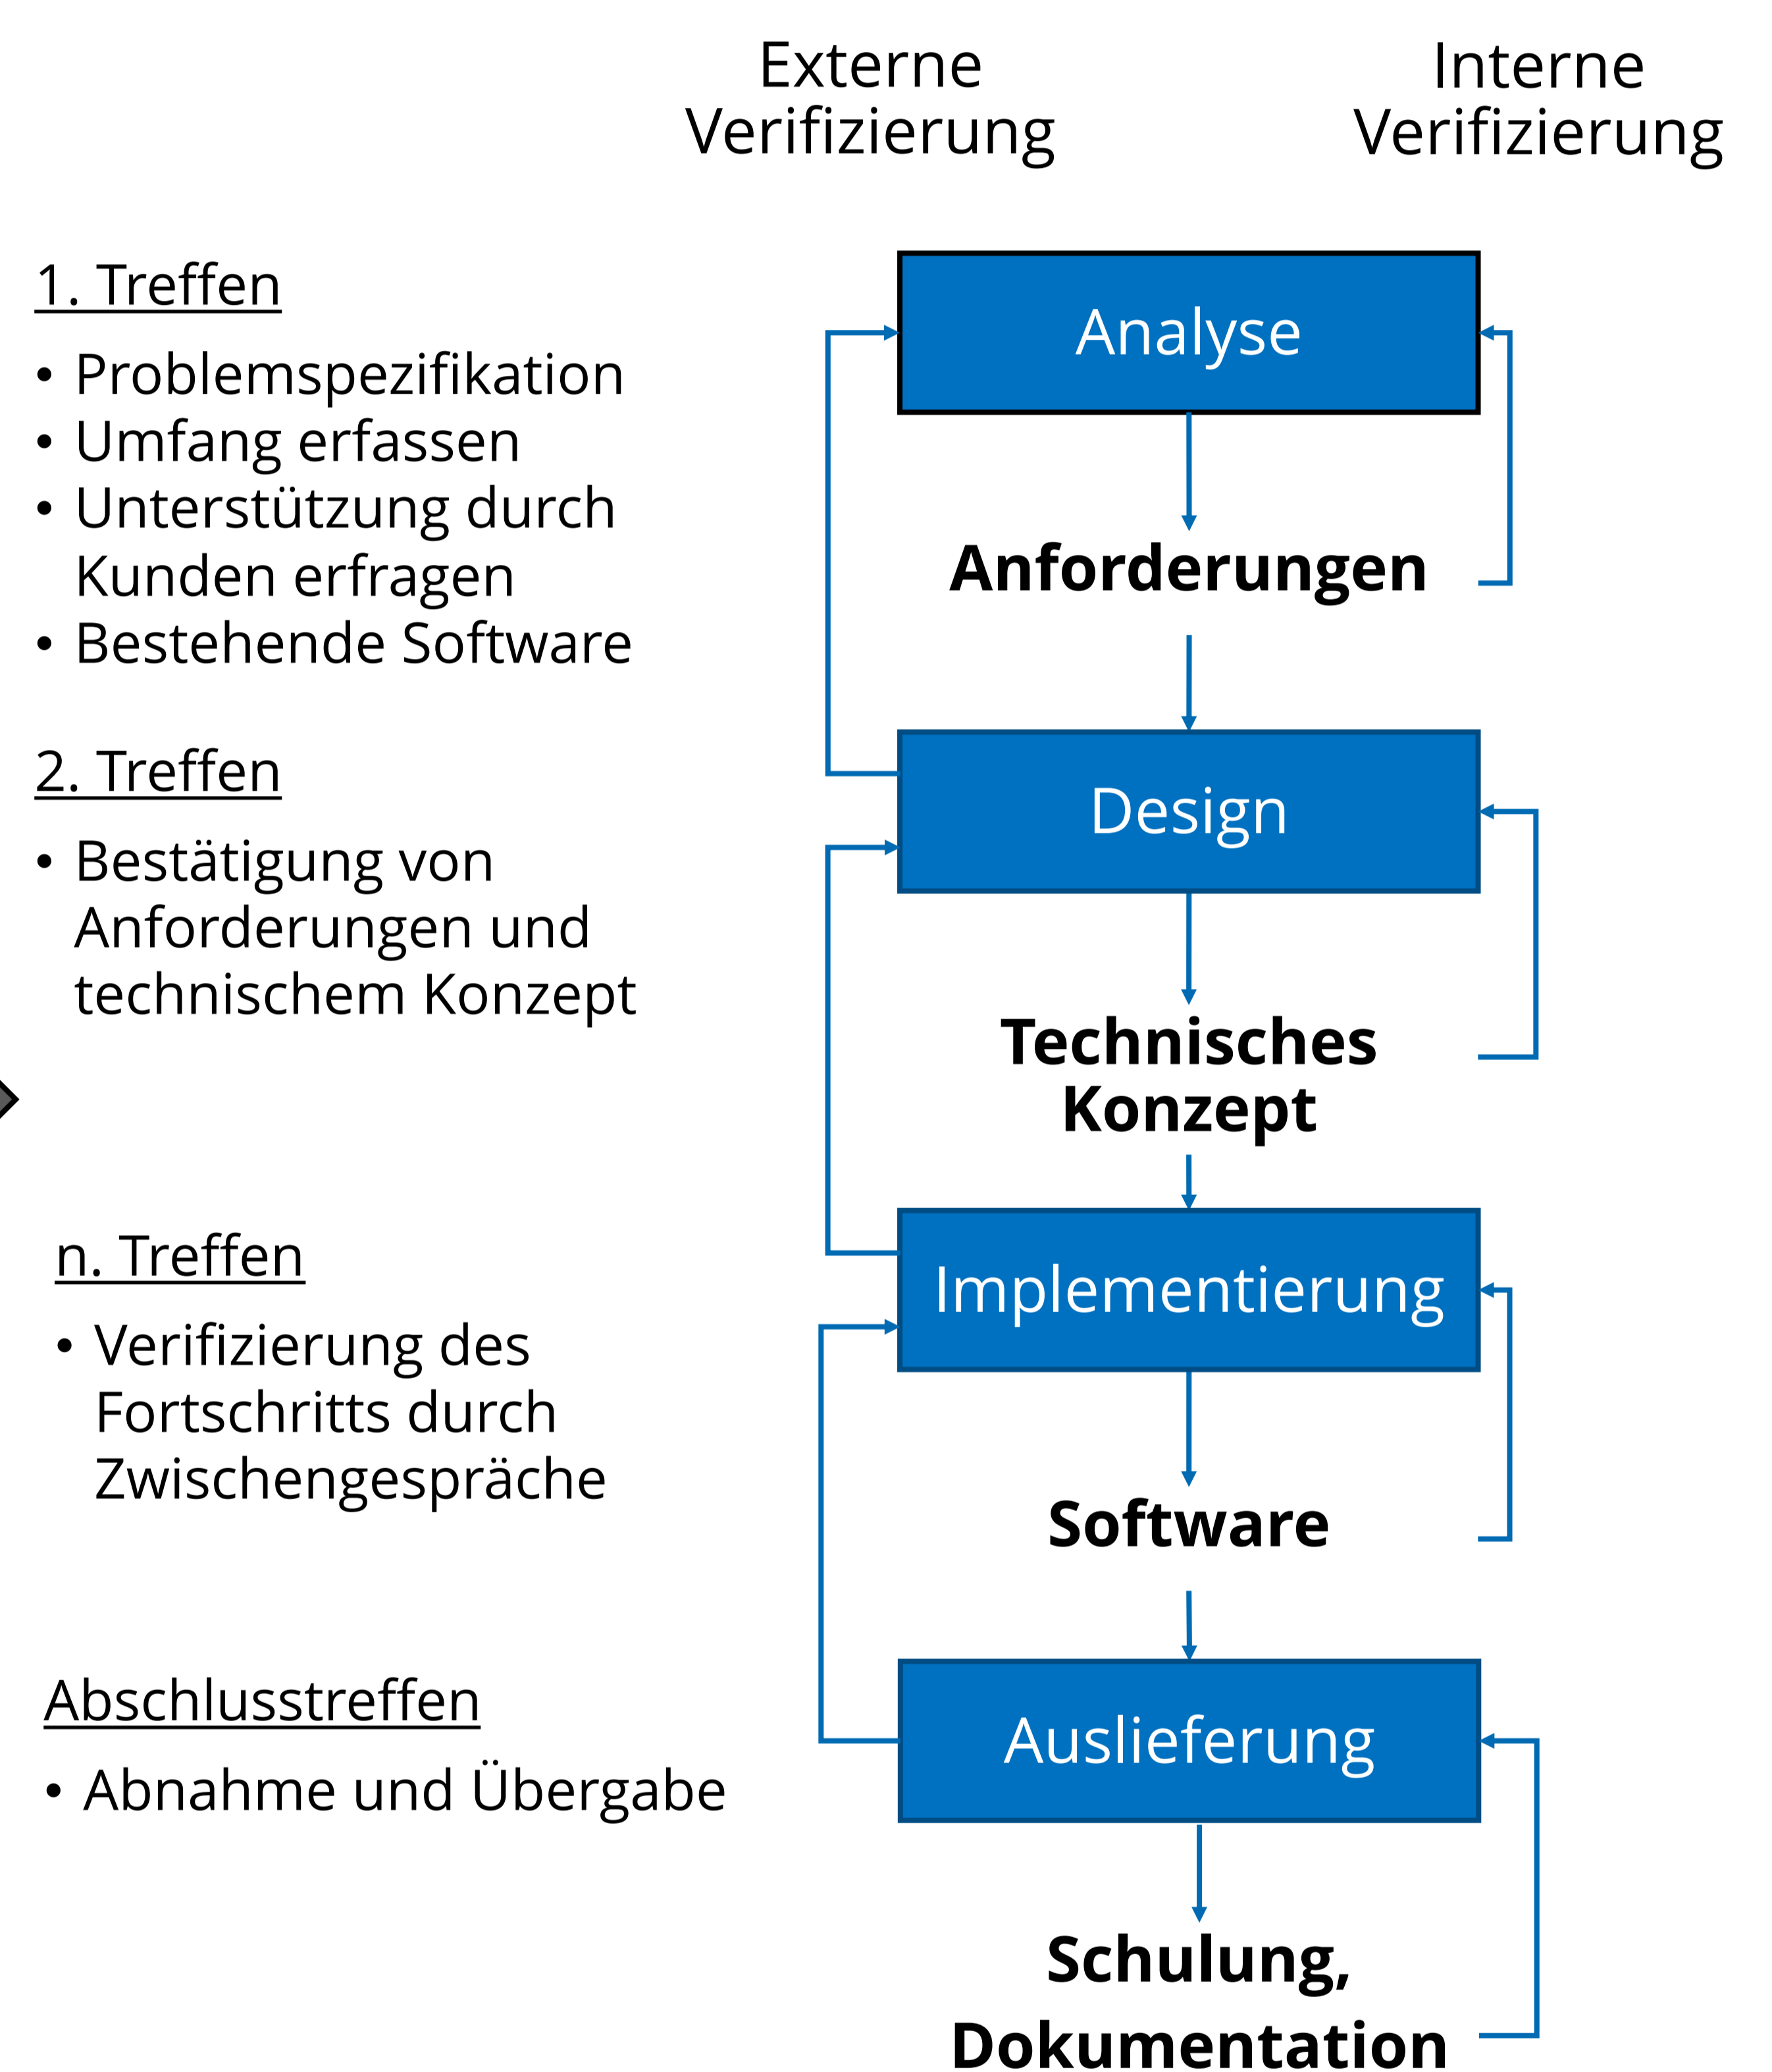 Externe
Verifizierung
Interne
Verifizierung
1. Treffen
• Problemspezifikation
• Umfang erfassen
• Unterstützung durch
Kunden erfragen
• Bestehende Software
2. Treffen
• Bestätigung von
Anforderungen und
technischem Konzept
n. Treffen
• Verifizierung des
Fortschritts durch
Zwischengespräche
Abschlusstreffen
• Abnahme und Übergabe
Analyse
Anforderungen
Design
Technisches
Konzept
Implementierung
Software
Auslieferung
Schulung,
Dokumentation